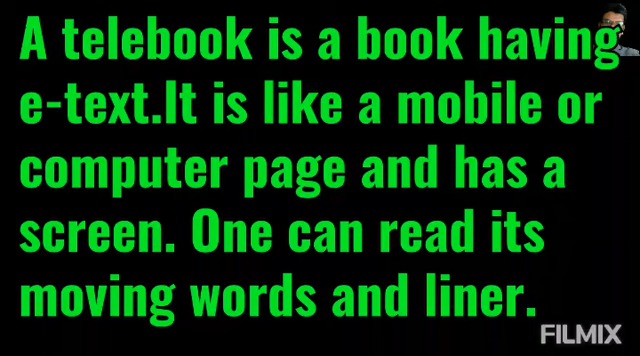 A telebook is a book having
e-text.It is like a mobile or
computer page and has a
screen. One can read its
moving words and liner.
FILMIX